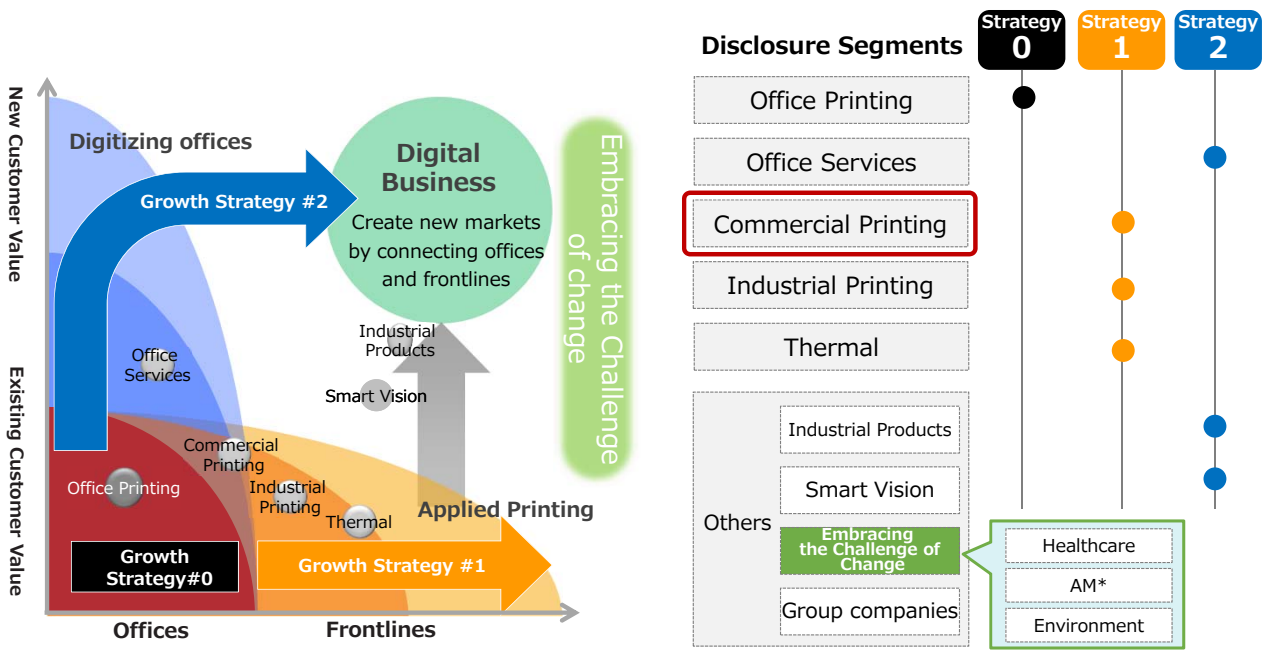 New Customer Value
Existing Customer Value
Digitizing offices
Growth Strategy #2
Digital
Business
Create new markets
by connecting offices
and frontlines
Embracing the Challenge
of change
Industrial
Products
Office
Services
Smart Vision
Commercial
Printing
Office Printing
Industrial
Printing
Thermal
Applied Printing
Growth
Strategy#0
Growth Strategy #1
Offices
Frontlines
Disclosure Segments
Strategy
0
Strategy
1
Strategy
2
Office Printing
Office Services
Commercial Printing
Industrial Printing
Thermal
Others
Industrial Products
Smart Vision
Embracing
the Challenge of
Change
Group companies
Healthcare
AM*
Environment